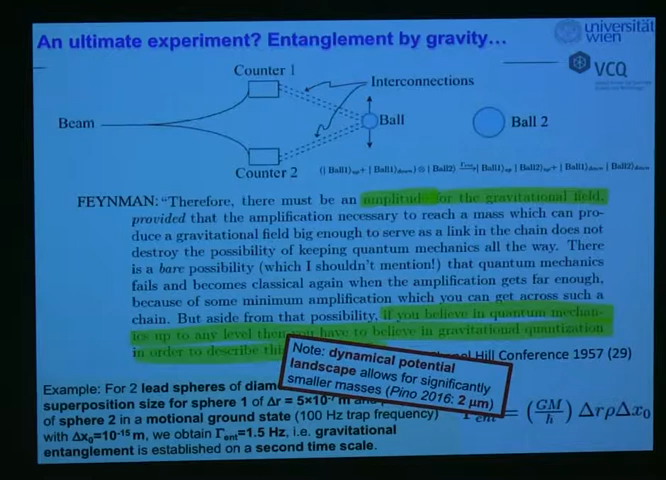 An ultimate experiment? Entanglement by gravity...
universität
wien
VCQ
Counter 1
Interconnections
Beam
Ball
Ball 2
Counter 2
FEYNMAN: "Therefore, there must be an amplitude for the gravitational field,
provided that the amplification necessary to reach a mass which can pro-
duce a gravitational field big enough to serve as a link in the chain does not
destroy the possibility of keeping quantum mechanics all the way. There
is a bare possibility (which I shouldn't mention!) that quantum mechanics
fails and becomes classical again when the amplification gets far enough,
because of some minimum amplification which you can get across such a
chain. But aside from that possibility, if you believe in quantum mechan-
ics up to any level then you have to believe in gravitational quantization
in order to describe
Hill Conference 1957 (29)
Note: dynamical potential
landscape allows for significantly
smaller masses (Pino 2016: 2 μm)
Example: For 2 lead spheres of
superposition size for sphere 1 of Δr = 5×10
of sphere 2 in a motional ground state (100 Hz trap frequency)
with Δx₀=10⁻¹⁵ m, we obtain Γent=1.5 Hz, i.e. gravitational
entanglement is established on a second time scale.
= (GM/ħ) ΔrρΔx₀